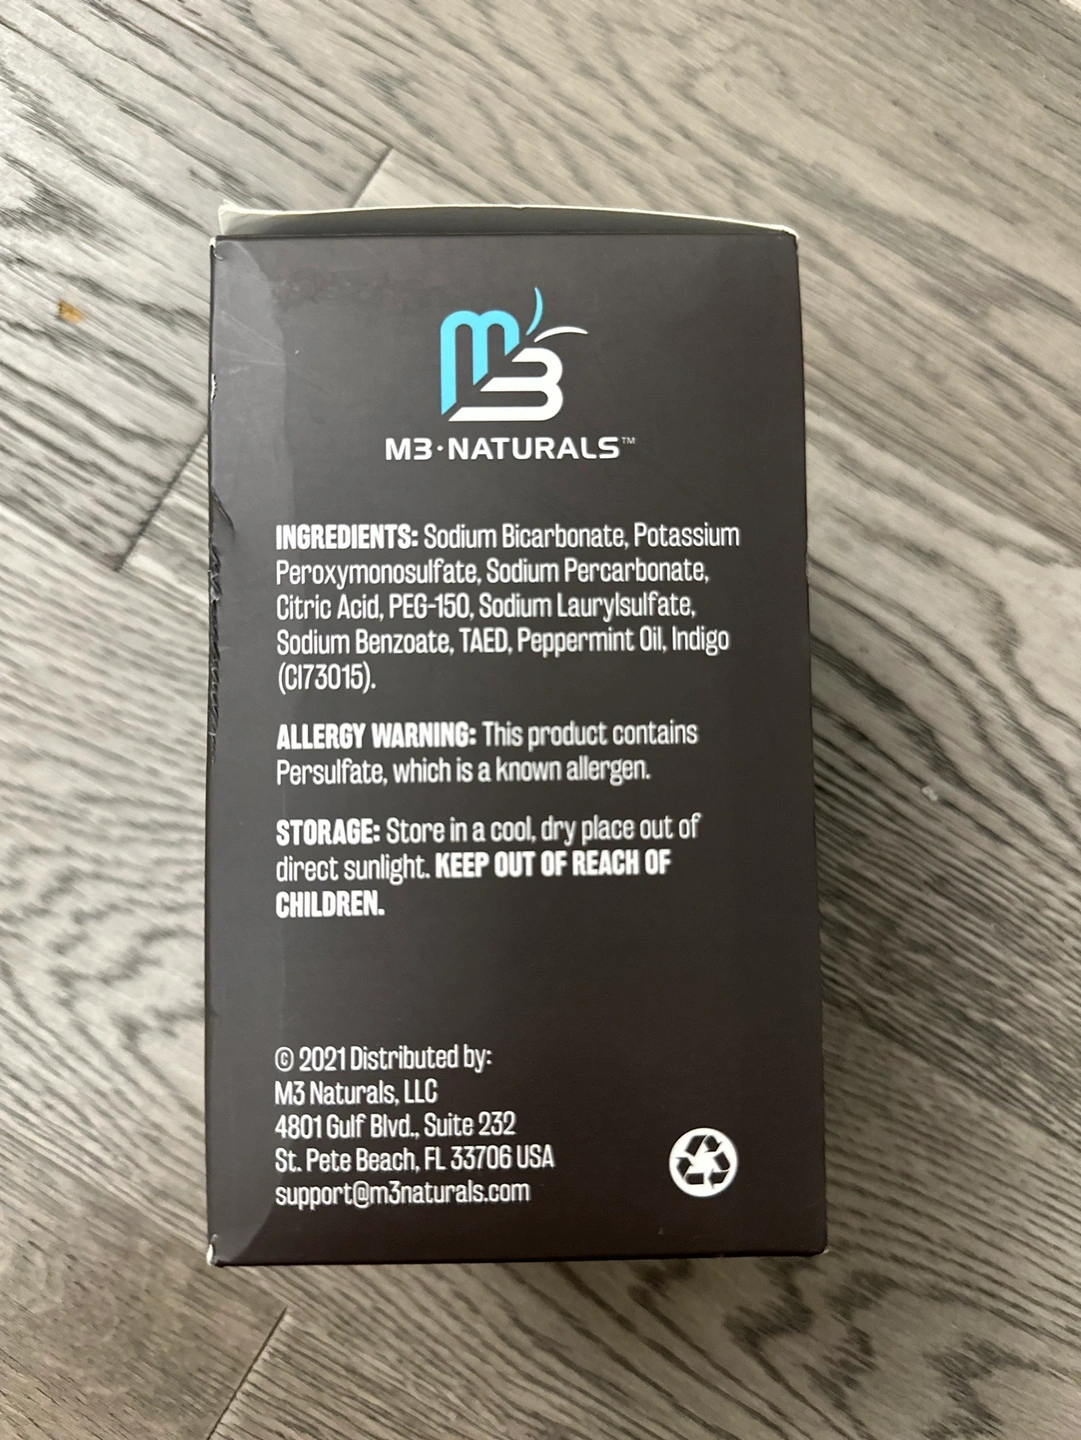 M3
M3·NATURALS™
INGREDIENTS: Sodium Bicarbonate, Potassium
Peroxymonosulfate, Sodium Percarbonate,
Citric Acid, PEG-150, Sodium Laurylsulfate,
Sodium Benzoate, TAED, Peppermint Oil, Indigo
(CI73015).
ALLERGY WARNING: This product contains
Persulfate, which is a known allergen.
STORAGE: Store in a cool, dry place out of
direct sunlight. KEEP OUT OF REACH OF
CHILDREN.
© 2021 Distributed by:
M3 Naturals, LLC
4801 Gulf Blvd., Suite 232
St. Pete Beach, FL 33706 USA
support@m3naturals.com